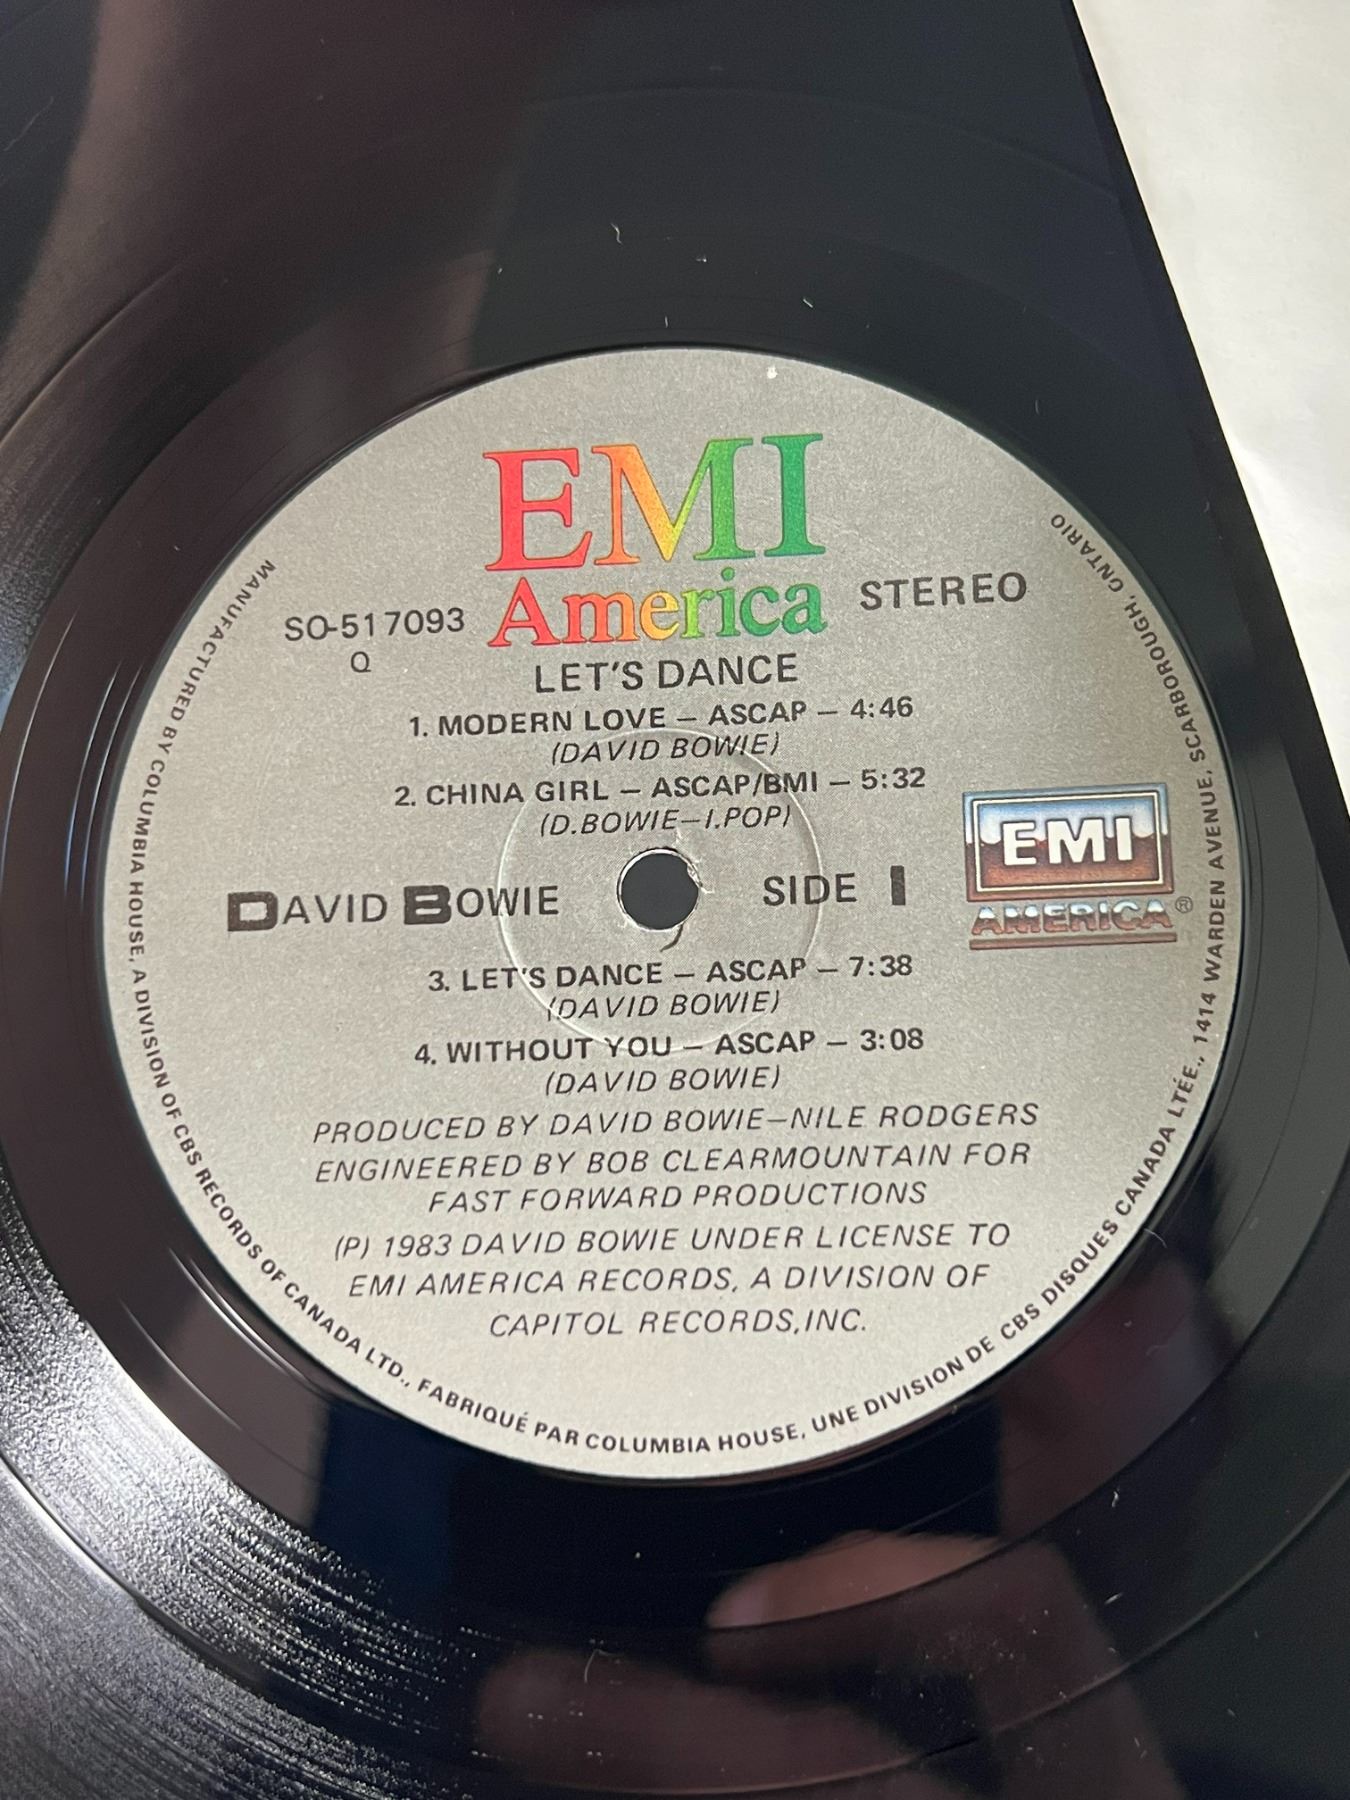 EMI
America
SO-517093
STEREO
Q
LET'S DANCE
1. MODERN LOVE – ASCAP – 4:46
(DAVID BOWIE)
2. CHINA GIRL – ASCAP/BMI – 5:32
(D.BOWIE–I.POP)
DAVID BOWIE
SIDE 1
EMI
AMERICA®
3. LET'S DANCE – ASCAP – 7:38
(DAVID BOWIE)
4. WITHOUT YOU – ASCAP – 3:08
(DAVID BOWIE)
PRODUCED BY DAVID BOWIE–NILE RODGERS
ENGINEERED BY BOB CLEARMOUNTAIN FOR
FAST FORWARD PRODUCTIONS
(P) 1983 DAVID BOWIE UNDER LICENSE TO
EMI AMERICA RECORDS, A DIVISION OF
CAPITOL RECORDS,INC.
MANUFACTURED BY COLUMBIA HOUSE, A DIVISION OF CBS RECORDS OF CANADA LTD., FABRIQUÉ PAR COLUMBIA HOUSE, UNE DIVISION DE CBS DISQUES CANADA LTÉE., 1414 WARDEN AVENUE, SCARBOROUGH, ONTARIO